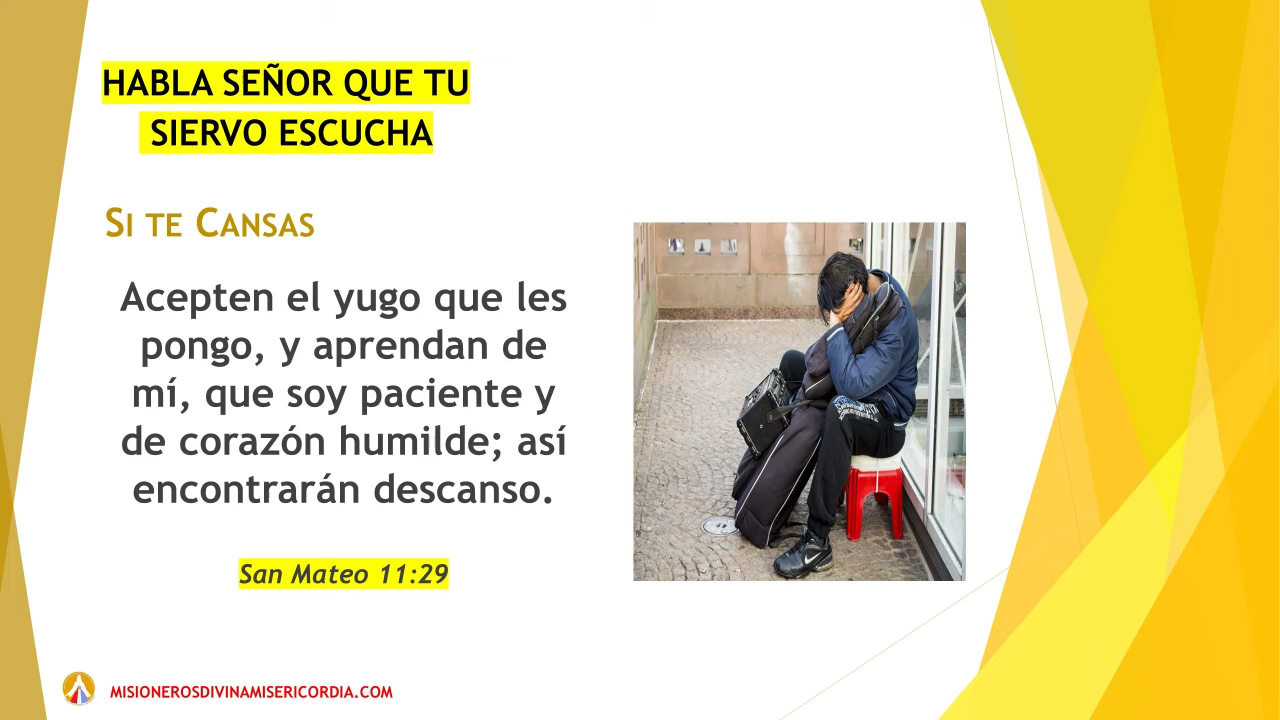 HABLA SEÑOR QUE TU
SIERVO ESCUCHA
SI TE CANSAS
Acepten el yugo que les
pongo, y aprendan de
mí, que soy paciente y
de corazón humilde; así
encontrarán descanso.
San Mateo 11:29
MISIONEROSDIVINAMISERICORDIA.COM